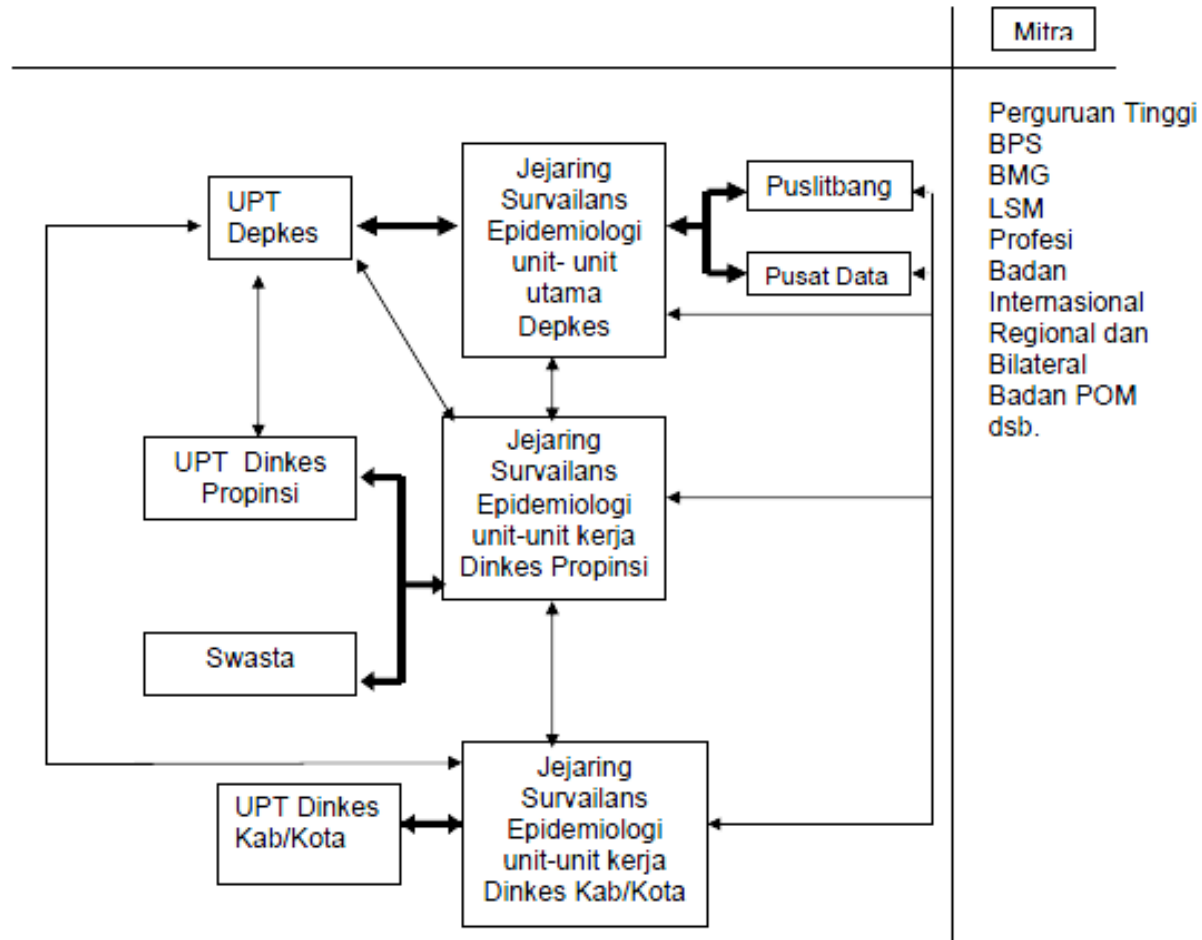 Mitra
Perguruan Tinggi
BPS
BMG
LSM
Profesi
Badan
Internasional
Regional dan
Bilateral
Badan POM
dsb.
UPT
Depkes
Jejaring
Survailans
Epidemiologi
unit- unit
utama
Depkes
Puslitbang
Pusat Data
UPT Dinkes
Propinsi
Jejaring
Survailans
Epidemiologi
unit-unit kerja
Dinkes Propinsi
Swasta
UPT Dinkes
Kab/Kota
Jejaring
Survailans
Epidemiologi
unit-unit kerja
Dinkes Kab/Kota